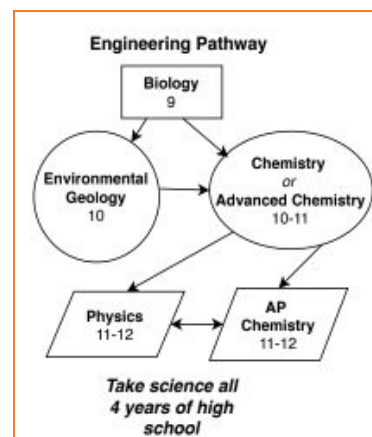 Engineering Pathway
Biology
9
Environmental
Geology
10
Chemistry
or
Advanced Chemistry
10-11
Physics
11-12
AP
Chemistry
11-12
Take science all
4 years of high
school